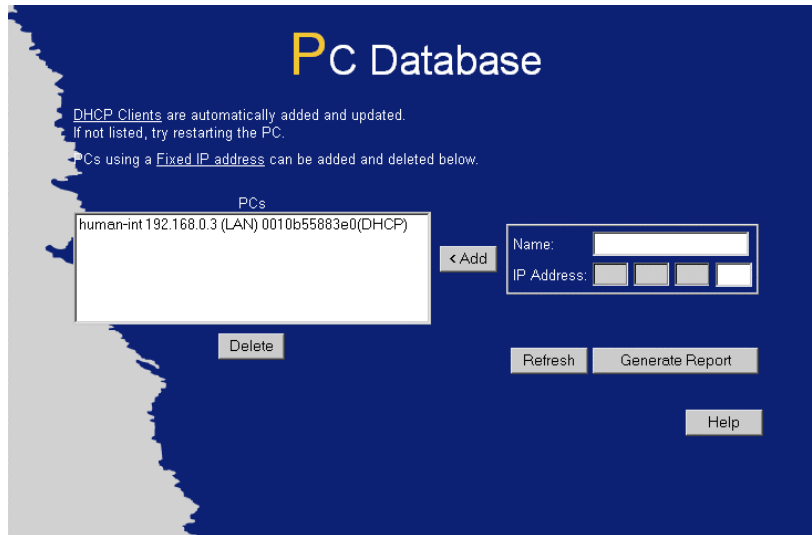 PC Database
DHCP Clients are automatically added and updated.
If not listed, try restarting the PC.
PCs using a Fixed IP address can be added and deleted below.
PCs
human-int 192.168.0.3 (LAN) 0010b55883e0(DHCP)
< Add
Name:
IP Address:
Delete
Refresh
Generate Report
Help